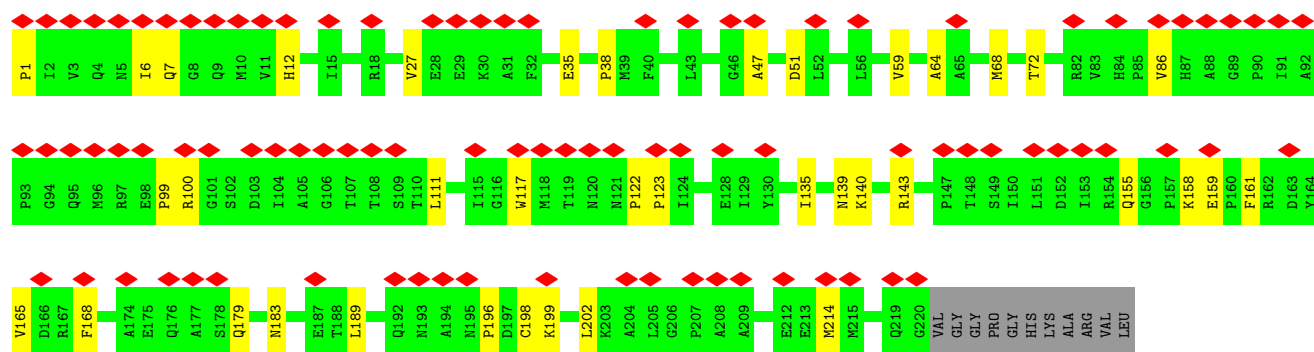 P1 I2 V3 Q4 N5 I6 Q7 G8 Q9 M10 V11 H12 I15 R18 V27 E28 E29 K30 A31 F32 E35 P38 M39 F40 L43 G46 A47 D51 L52 L56 V59 A64 A65 M68 T72 R82 V83 H84 P85 V86 H87 A88 G89 P90 I91 A92
P93 G94 Q95 M96 R97 E98 P99 R100 G101 S102 D103 I104 A105 G106 T107 T108 S109 T110 L111 I115 G116 W117 M118 T119 N120 N121 P122 P123 I124 E128 I129 Y130 I135 N139 K140 R143 P147 T148 S149 I150 L151 D152 I153 R154 Q155 G156 P157 K158 E159 P160 F161 R162 D163 Y164
V165 D166 R167 F168 A174 E175 Q176 A177 S178 Q179 N183 E187 T188 L189 Q192 N193 A194 N195 P196 D197 C198 K199 L202 K203 A204 L205 G206 P207 A208 A209 E212 E213 M214 M215 Q219 G220 VAL GLY GLY PRO GLY HIS LYS ALA ARG VAL LEU